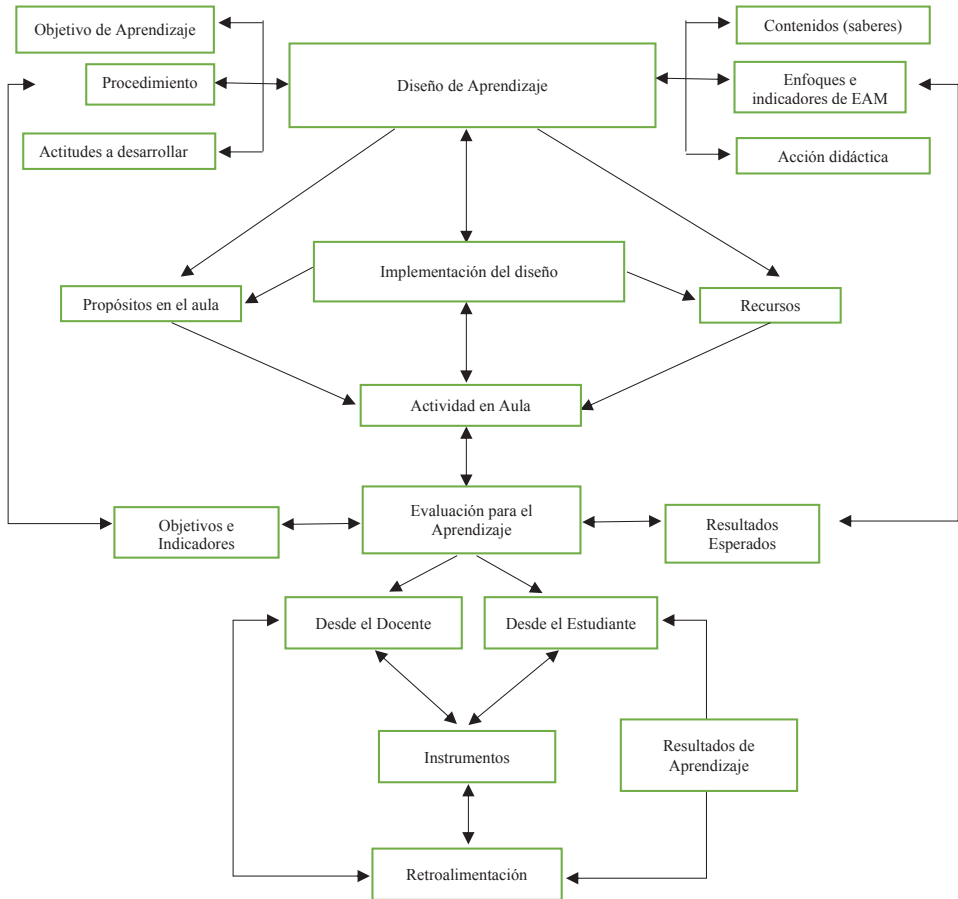 Objetivo de Aprendizaje
Contenidos (saberes)
Procedimiento
Diseño de Aprendizaje
Enfoques e
indicadores de EAM
Actitudes a desarrollar
Acción didáctica
Implementación del diseño
Propósitos en el aula
Recursos
Actividad en Aula
Objetivos e
Indicadores
Evaluación para el
Aprendizaje
Resultados
Esperados
Desde el Docente
Desde el Estudiante
Instrumentos
Resultados de
Aprendizaje
Retroalimentación